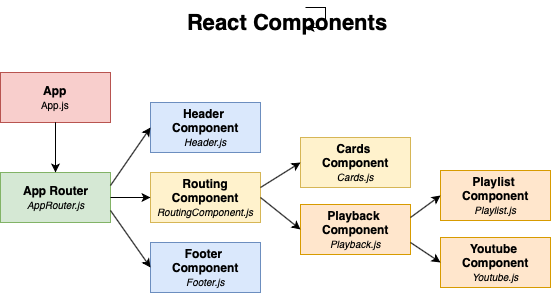 React Components
App
App.js
Header
Component
Header.js
App Router
AppRouter.js
Routing
Component
RoutingComponent.js
Footer
Component
Footer.js
Cards
Component
Cards.js
Playback
Component
Playback.js
Playlist
Component
Playlist.js
Youtube
Component
Youtube.js